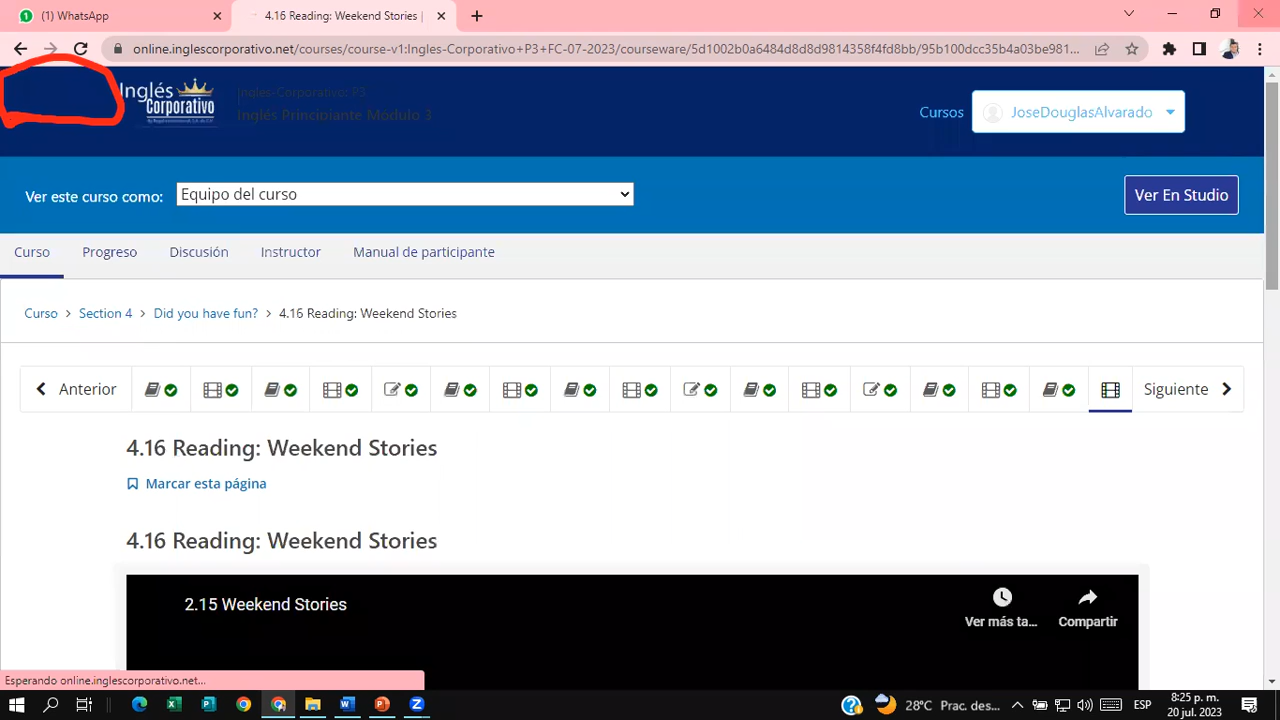 (1) WhatsApp
4.16 Reading: Weekend Stories |
online.inglescorporativo.net/courses/course-v1:Ingles-Corporativo+P3+FC-07-2023/courseware/
Inglés
Corporativo
Ingles-Corporativo: P3
Inglés Principiante Módulo 3
Cursos
JoseDouglasAlvarado
Ver este curso como:
Equipo del curso
Ver En Studio
Curso
Progreso
Discusión
Instructor
Manual de participante
Curso > Section 4 > Did you have fun? > 4.16 Reading: Weekend Stories
Anterior
Siguiente
4.16 Reading: Weekend Stories
Marcar esta página
4.16 Reading: Weekend Stories
2.15 Weekend Stories
Ver más ta...
Compartir
Esperando online.inglescorporativo.net...
28°C Prac. des...
ESP
8:25 p. m.
20 jul. 2023